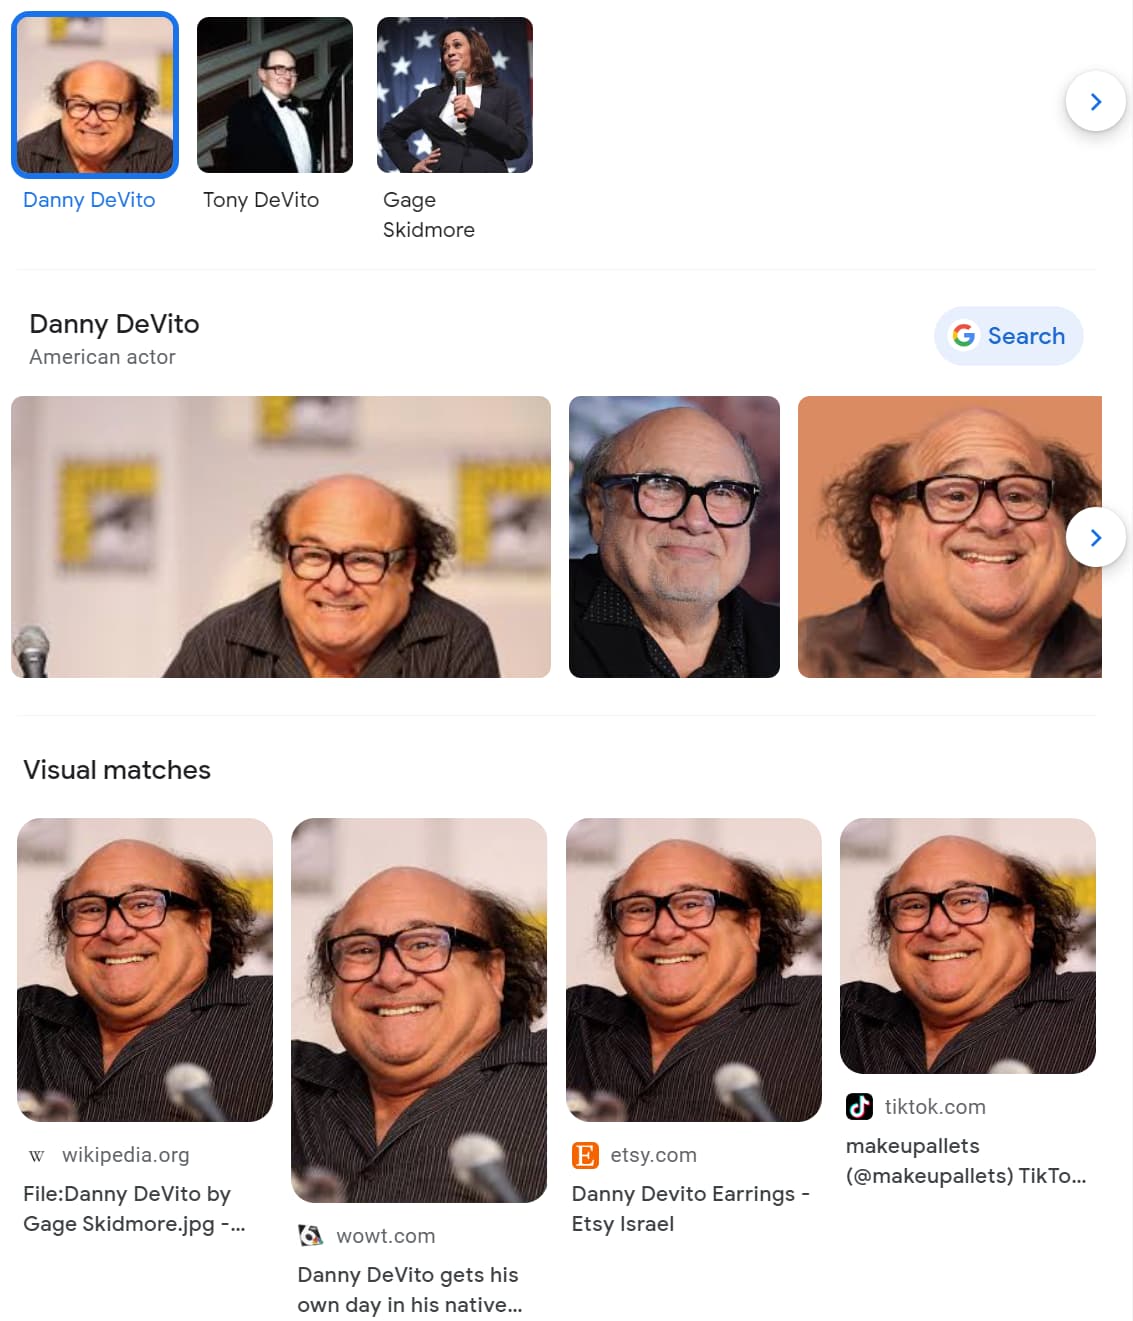 Danny DeVito
Tony DeVito
Gage
Skidmore
Danny DeVito
American actor
Search
Visual matches
wikipedia.org
File:Danny DeVito by
Gage Skidmore.jpg -...
wowt.com
Danny DeVito gets his
own day in his native...
etsy.com
Danny Devito Earrings -
Etsy Israel
tiktok.com
makeupallets
(@makeupallets) TikTo...